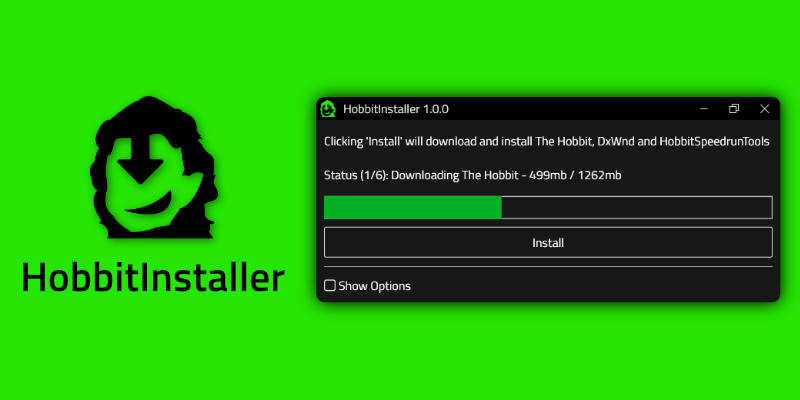 HobbitInstaller
HobbitInstaller 1.0.0
Clicking 'Install' will download and install The Hobbit, DxWnd and HobbitSpeedrunTools
Status (1/6): Downloading The Hobbit - 499mb / 1262mb
Install
Show Options